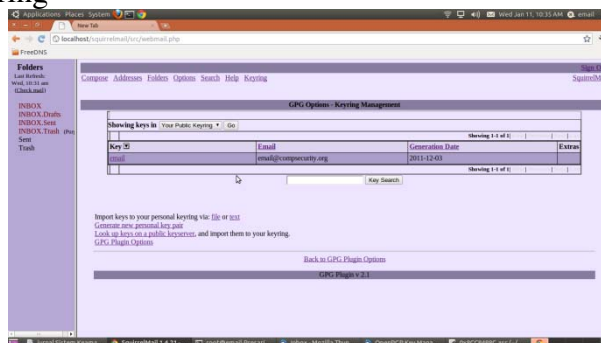 ring
Applications Places System Wed Jan 11, 10:35 AM email
New Tab
localhost/squirrelmail/src/webmail.php
FreeDNS
Folders
Last Refresh:
Wed, 10:31 am
(Check mail)
INBOX
INBOX.Drafts
INBOX.Sent
INBOX.Trash
Sent
Trash
Sign O
Compose Addresses Folders Options Search Help Keyring
SquirrelM
GPG Options - Keyring Management
Showing keys in Your Public Keyring Go
Showing 1-1 of 1
Key Email Generation Date Extras
email email@compsecurity.org 2011-12-03
Showing 1-1 of 1
Key Search
Import keys to your personal keyring via: file or text
Generate new personal key pair
Look up keys on a public keyserver, and import them to your keyring.
GPG Plugin Options
Back to GPG Plugin Options
GPG Plugin v 2.1